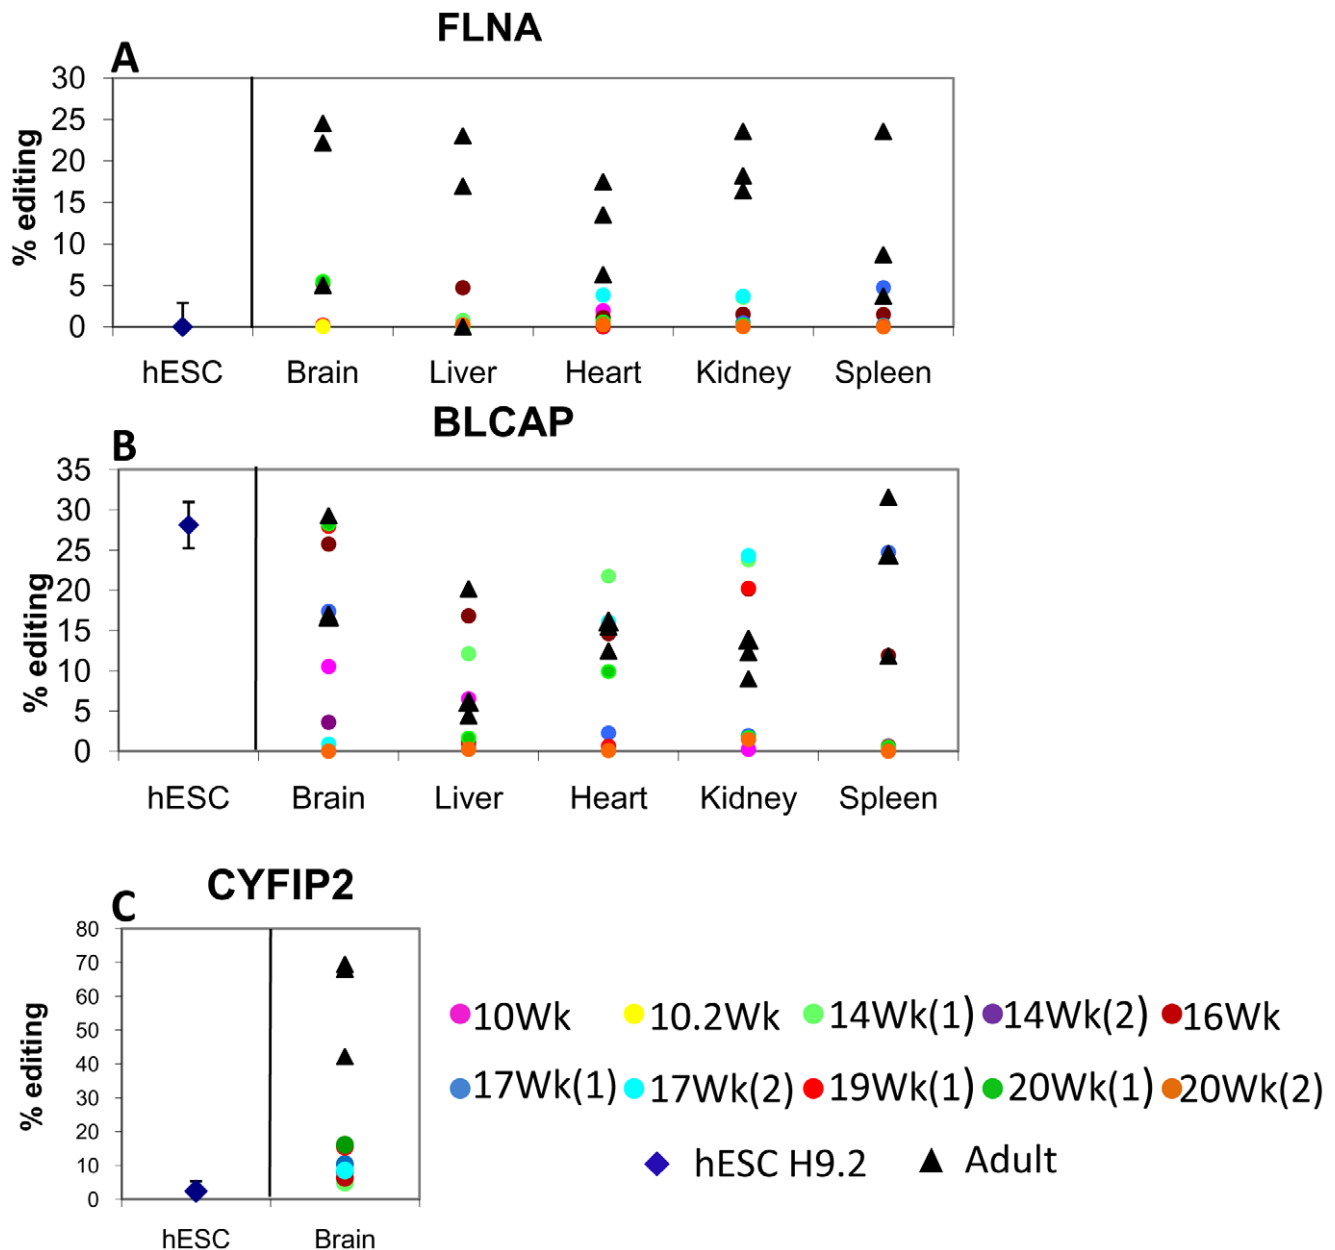 FLNA
A
30
25
20
15
10
5
0
% editing
hESC Brain Liver Heart Kidney Spleen
BLCAP
B
35
30
25
20
15
10
5
0
% editing
hESC Brain Liver Heart Kidney Spleen
CYFIP2
C
80
70
60
50
40
30
20
10
0
% editing
hESC Brain
10Wk 10.2Wk 14Wk(1) 14Wk(2) 16Wk
17Wk(1) 17Wk(2) 19Wk(1) 20Wk(1) 20Wk(2)
hESC H9.2 Adult